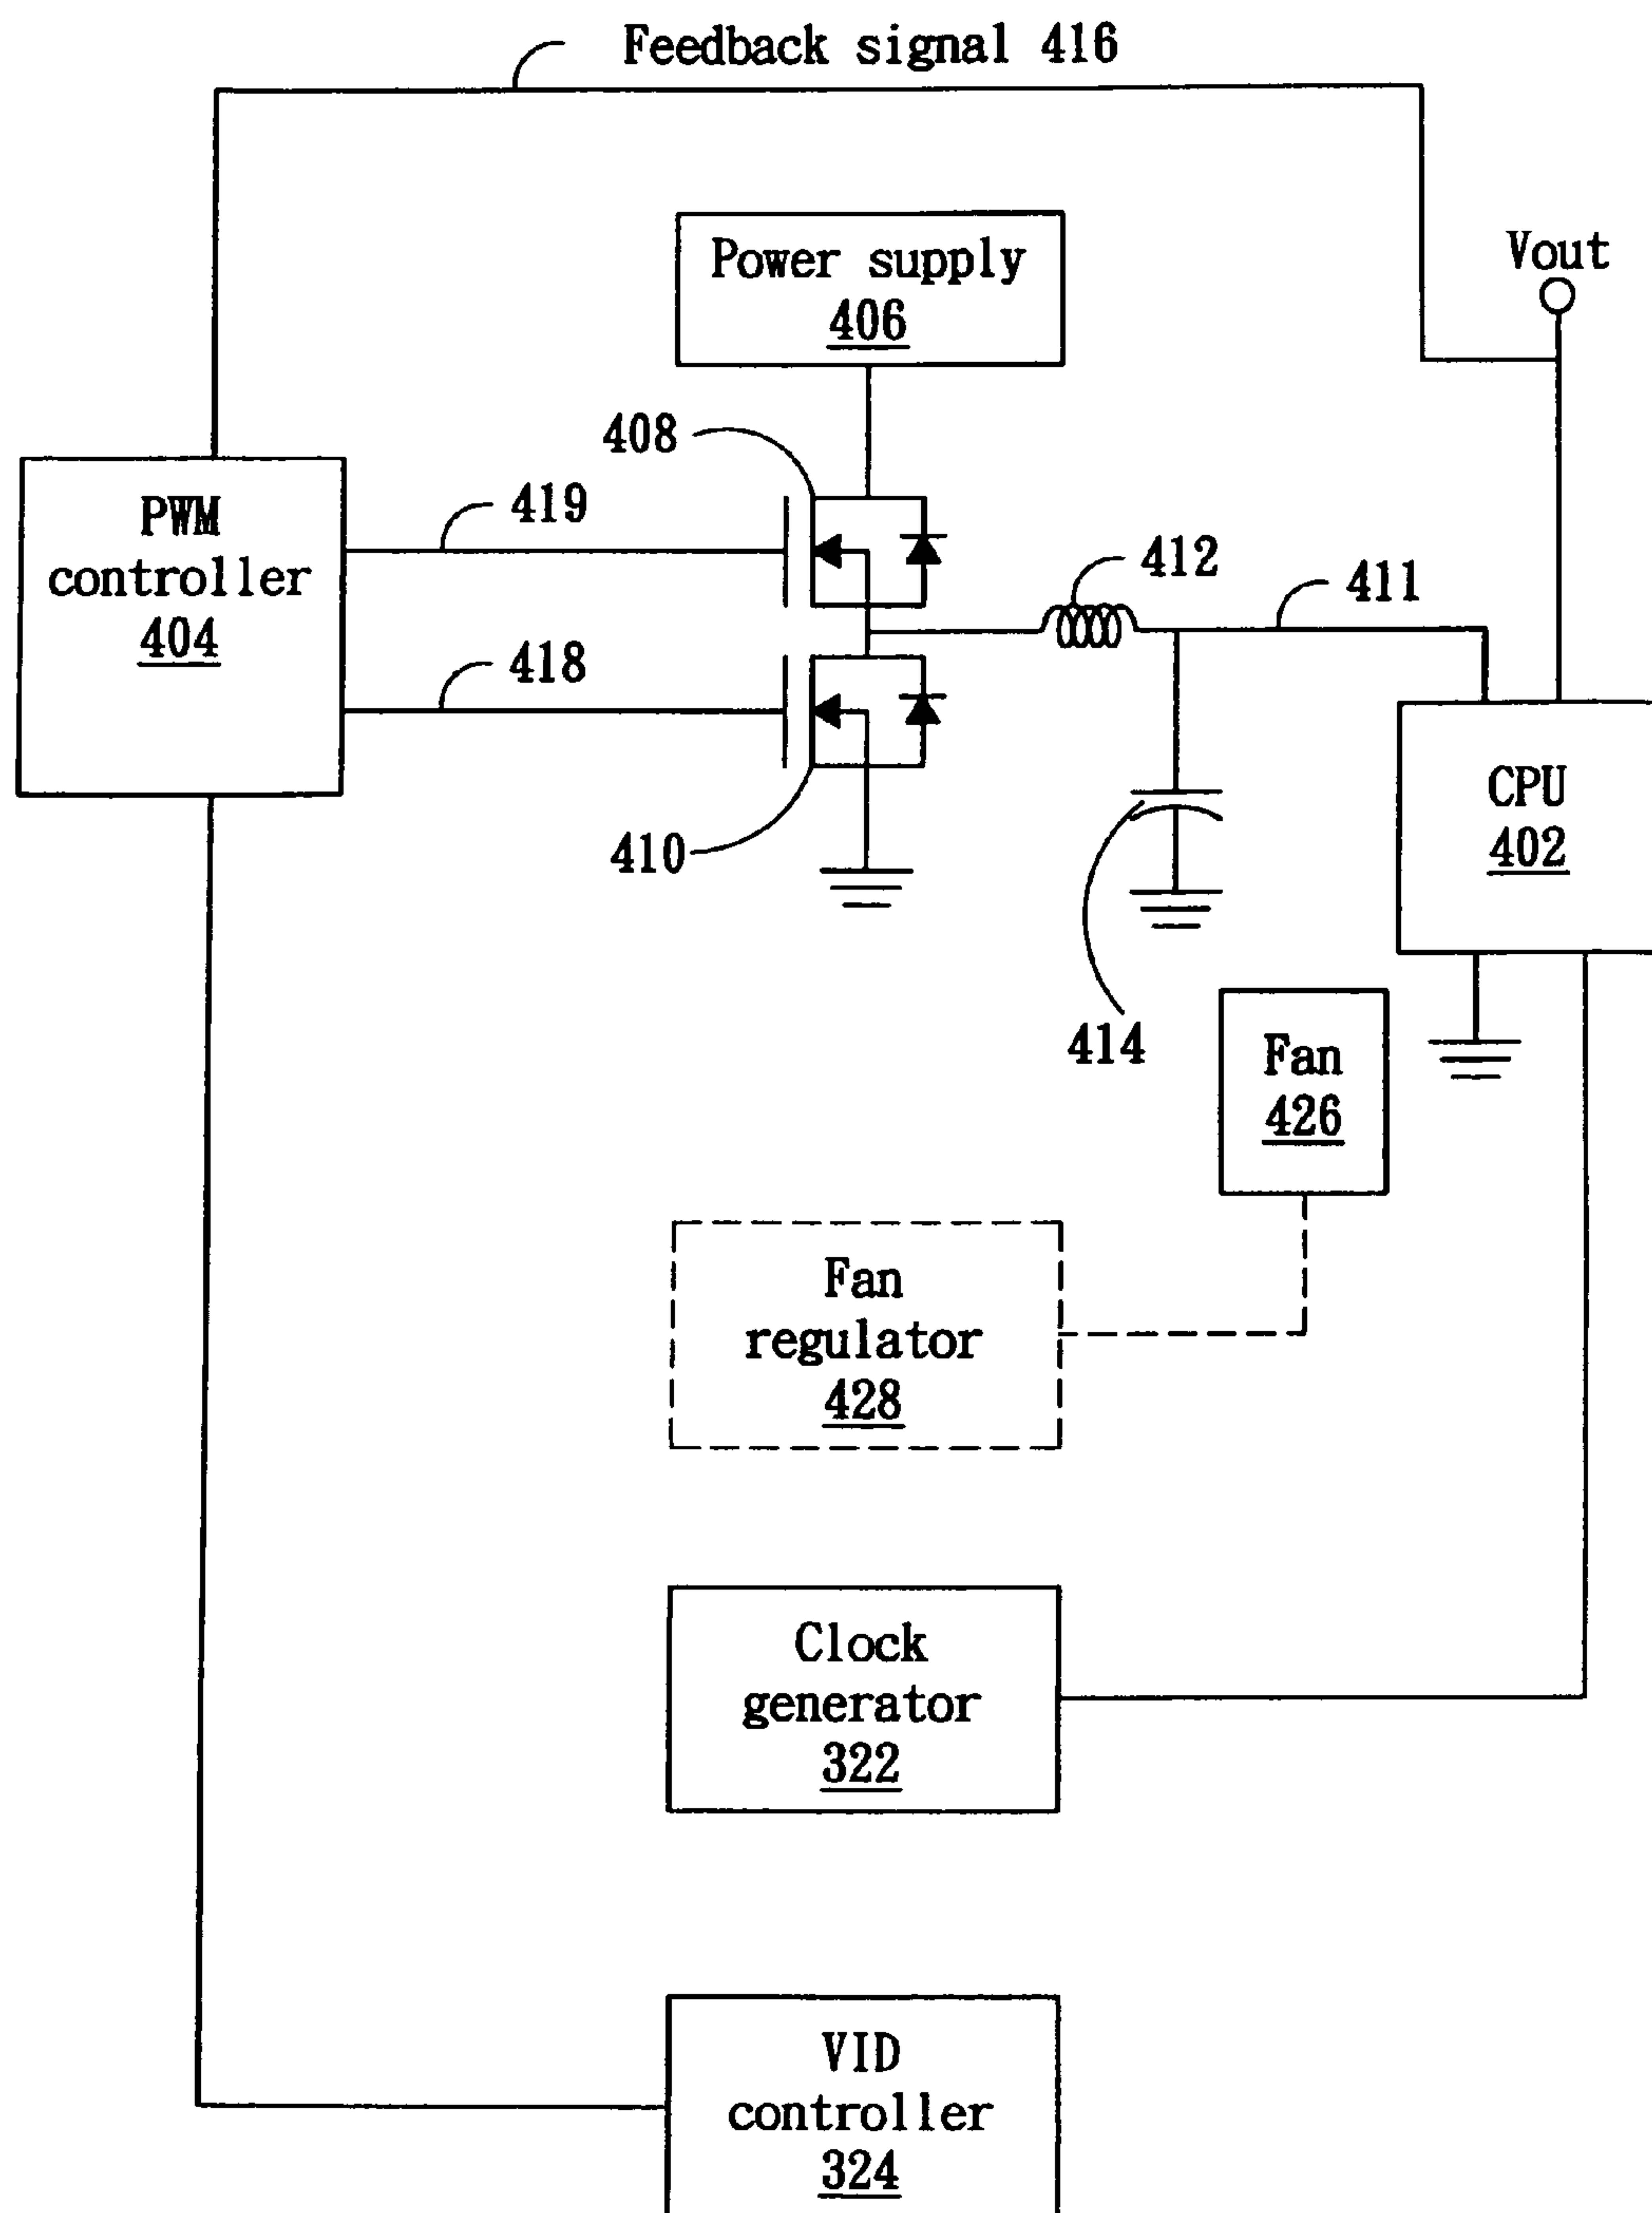 Feedback signal 416
Power supply
406
Vout
408
PWM
controller
404
419
412
411
418
CPU
402
410
414
Fan
426
Fan
regulator
428
Clock
generator
322
VID
controller
324